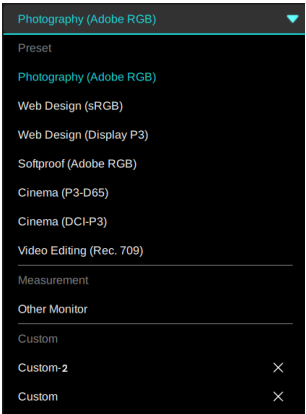 Photography (Adobe RGB)
Preset
Photography (Adobe RGB)
Web Design (sRGB)
Web Design (Display P3)
Softproof (Adobe RGB)
Cinema (P3-D65)
Cinema (DCI-P3)
Video Editing (Rec. 709)
Measurement
Other Monitor
Custom
Custom-2
Custom